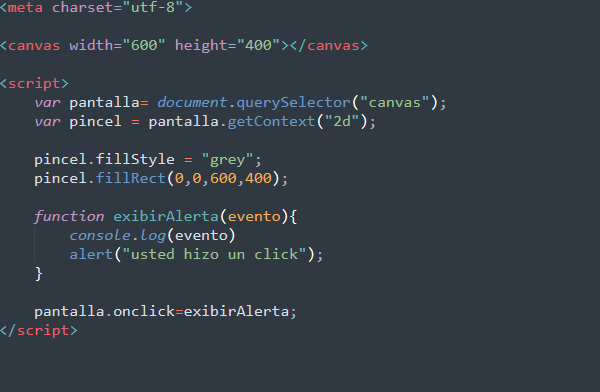 <meta charset="utf-8">
<canvas width="600" height="400"></canvas>
<script>
var pantalla= document.querySelector("canvas");
var pincel = pantalla.getContext("2d");
pincel.fillStyle = "grey";
pincel.fillRect(0,0,600,400);
function exibirAlerta(evento){
console.log(evento)
alert("usted hizo un click");
}
pantalla.onclick=exibirAlerta;
</script>